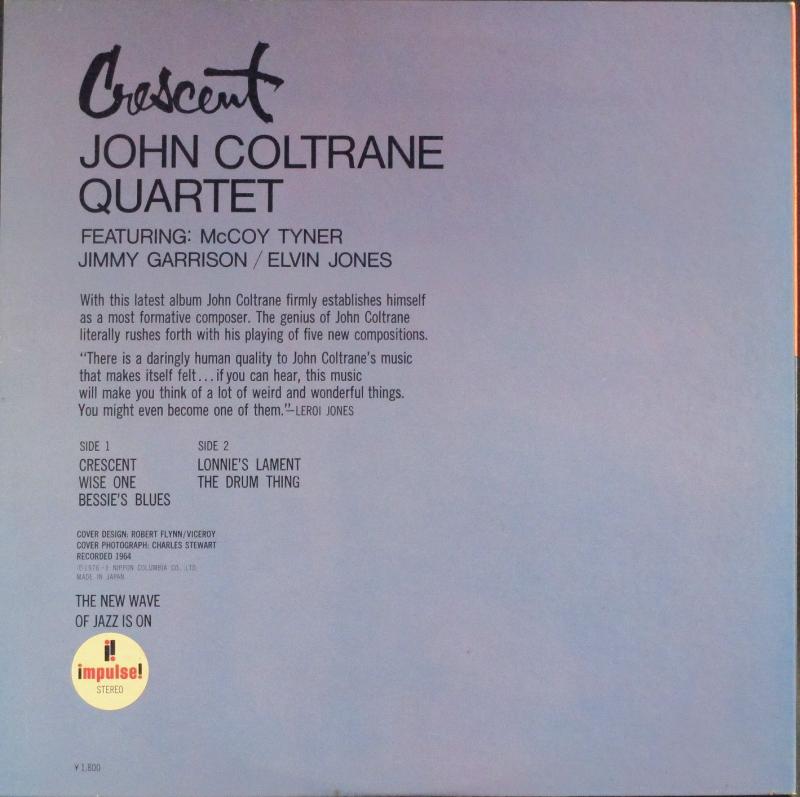 Crescent
JOHN COLTRANE
QUARTET
FEATURING: McCOY TYNER
JIMMY GARRISON / ELVIN JONES
With this latest album John Coltrane firmly establishes himself
as a most formative composer. The genius of John Coltrane
literally rushes forth with his playing of five new compositions.
“There is a daringly human quality to John Coltrane's music
that makes itself felt...if you can hear, this music
will make you think of a lot of weird and wonderful things.
You might even become one of them.”—LEROI JONES
SIDE 1
CRESCENT
WISE ONE
BESSIE'S BLUES
SIDE 2
LONNIE'S LAMENT
THE DRUM THING
COVER DESIGN: ROBERT FLYNN/VICEROY
COVER PHOTOGRAPH: CHARLES STEWART
RECORDED 1964
NIPPON COLUMBIA CO. LTD.
MADE IN JAPAN
THE NEW WAVE
OF JAZZ IS ON
i!
impulse!
STEREO
¥1,800